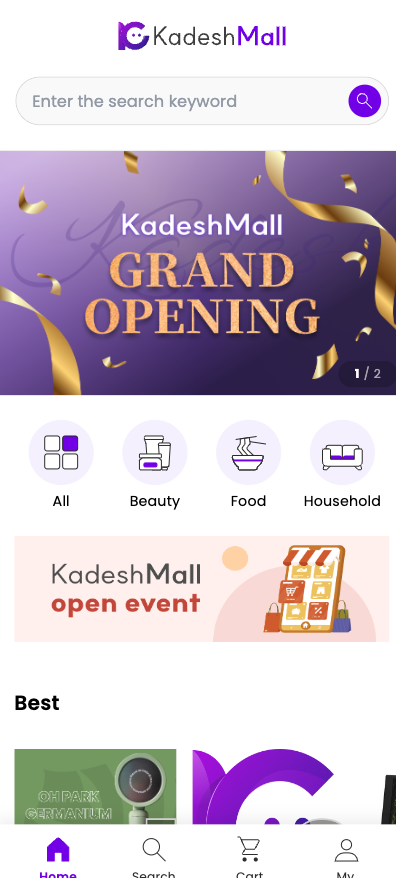 KadeshMall
Enter the search keyword
KadeshMall
GRAND
OPENING
1 / 2
All
Beauty
Food
Household
KadeshMall
open event
Best
OH PARK
GERMANIUM
Home
Search
Cart
My